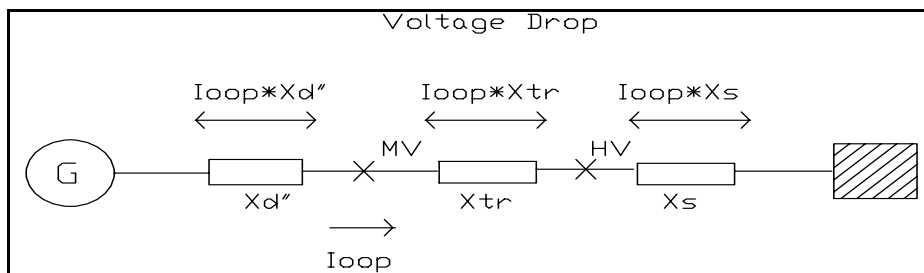 Voltage Drop
Ioop*Xd" Ioop*Xtr Ioop*Xs
MV HV
G
Xd" Xtr Xs
Ioop